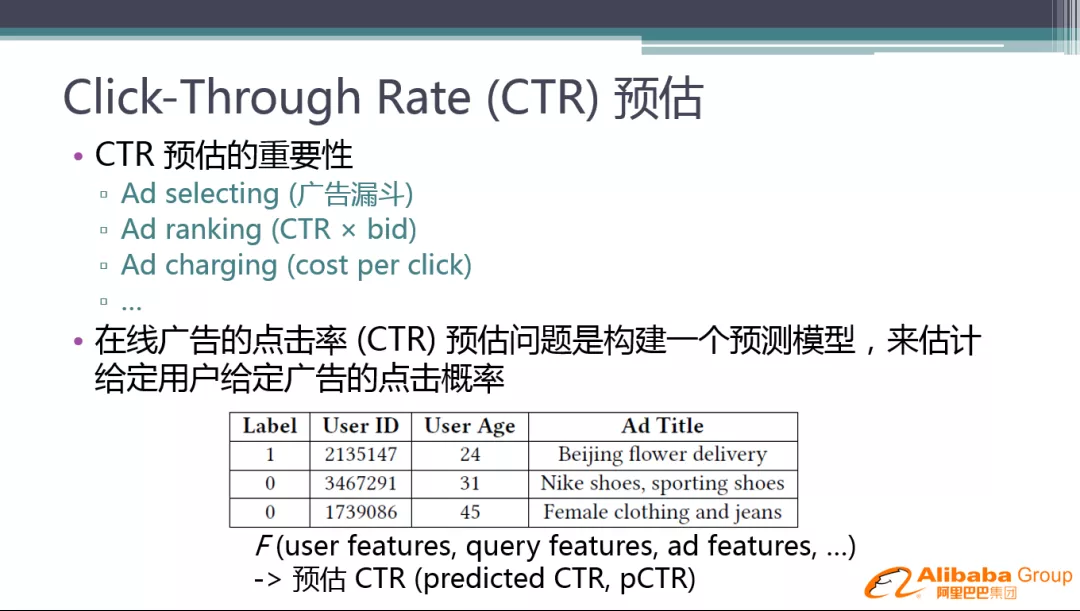 Click-Through Rate (CTR) 预估
• CTR 预估的重要性
▫ Ad selecting (广告漏斗)
▫ Ad ranking (CTR × bid)
▫ Ad charging (cost per click)
▫ ...
• 在线广告的点击率 (CTR) 预估问题是构建一个预测模型，来估计
给定用户给定广告的点击概率
Label User ID User Age Ad Title
1 2135147 24 Beijing flower delivery
0 3467291 31 Nike shoes, sporting shoes
0 1739086 45 Female clothing and jeans
F (user features, query features, ad features, ...)
-> 预估 CTR (predicted CTR, pCTR)
Alibaba Group
阿里巴巴集团